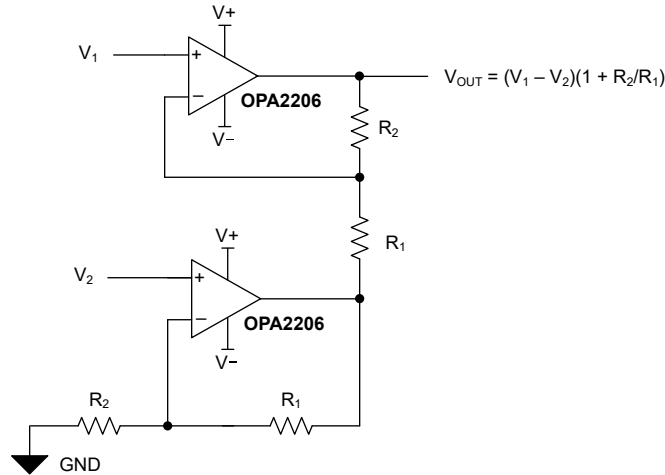 V+
V₁
+
−
OPA2206
V−
V_OUT = (V₁ – V₂)(1 + R₂/R₁)
R₂
R₁
V+
V₂
+
−
OPA2206
V−
R₂
R₁
GND